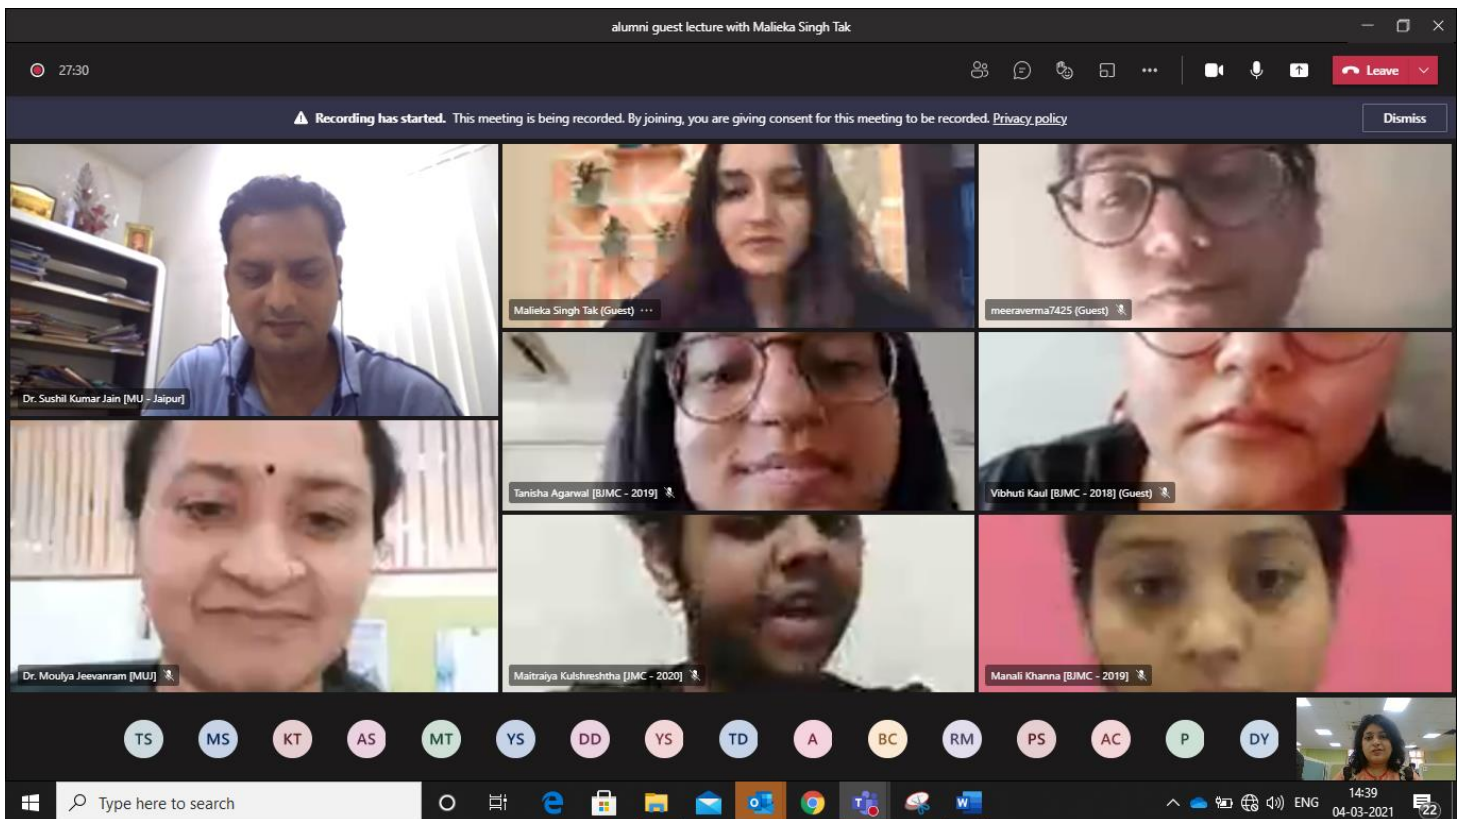 alumni guest lecture with Malieka Singh Tak
27:30
Leave
Recording has started. This meeting is being recorded. By joining, you are giving consent for this meeting to be recorded. Privacy policy
Dismiss
Dr. Sushil Kumar Jain [MU - Jaipur]
Malieka Singh Tak (Guest) ···
meeraverma7425 (Guest)
Tanisha Agarwal [BJMC - 2019]
Vibhuti Kaul [BJMC - 2018] (Guest)
Dr. Moulya Jeevanram [MUJ]
Maitraiya Kulshreshtha [JMC - 2020]
Manali Khanna [BJMC - 2019]
TS MS KT AS MT YS DD YS TD A BC RM PS AC P DY
Type here to search
ENG
14:39
04-03-2021
22